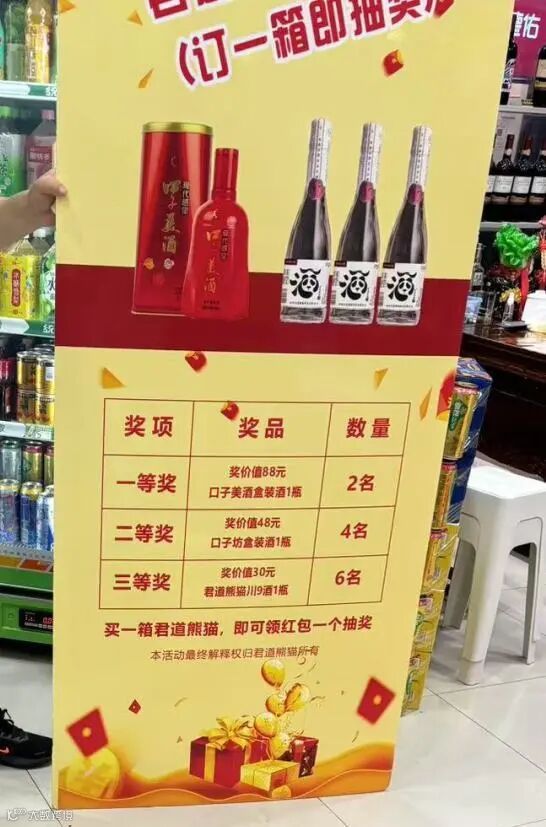 (订一箱即抽奖
现代感型
口子美酒
酒
酒
酒
奖项 奖品 数量
一等奖 奖价值88元 2名
口子美酒盒装酒1瓶
二等奖 奖价值48元 4名
口子坊盒装酒1瓶
三等奖 奖价值30元 6名
君道熊猫川9酒1瓶
买一箱君道熊猫，即可领红包一个抽奖
本活动最终解释权归君道熊猫所有